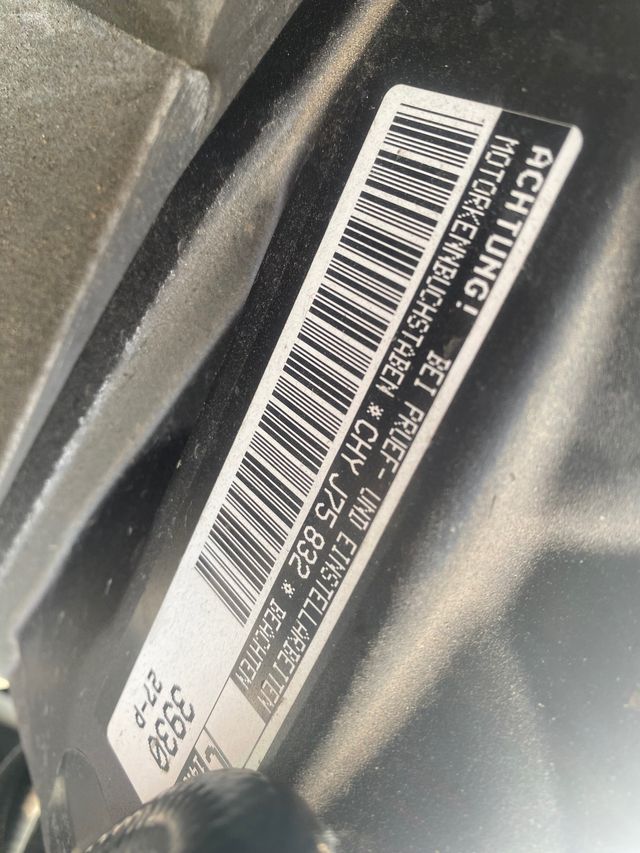 ACHTUNG! BEI PRUEF- UND EINSTELLARBEITEN
MOTORKENNBUCHSTABEN * CHY J75 832 * BEACHTEN
3930
27-P